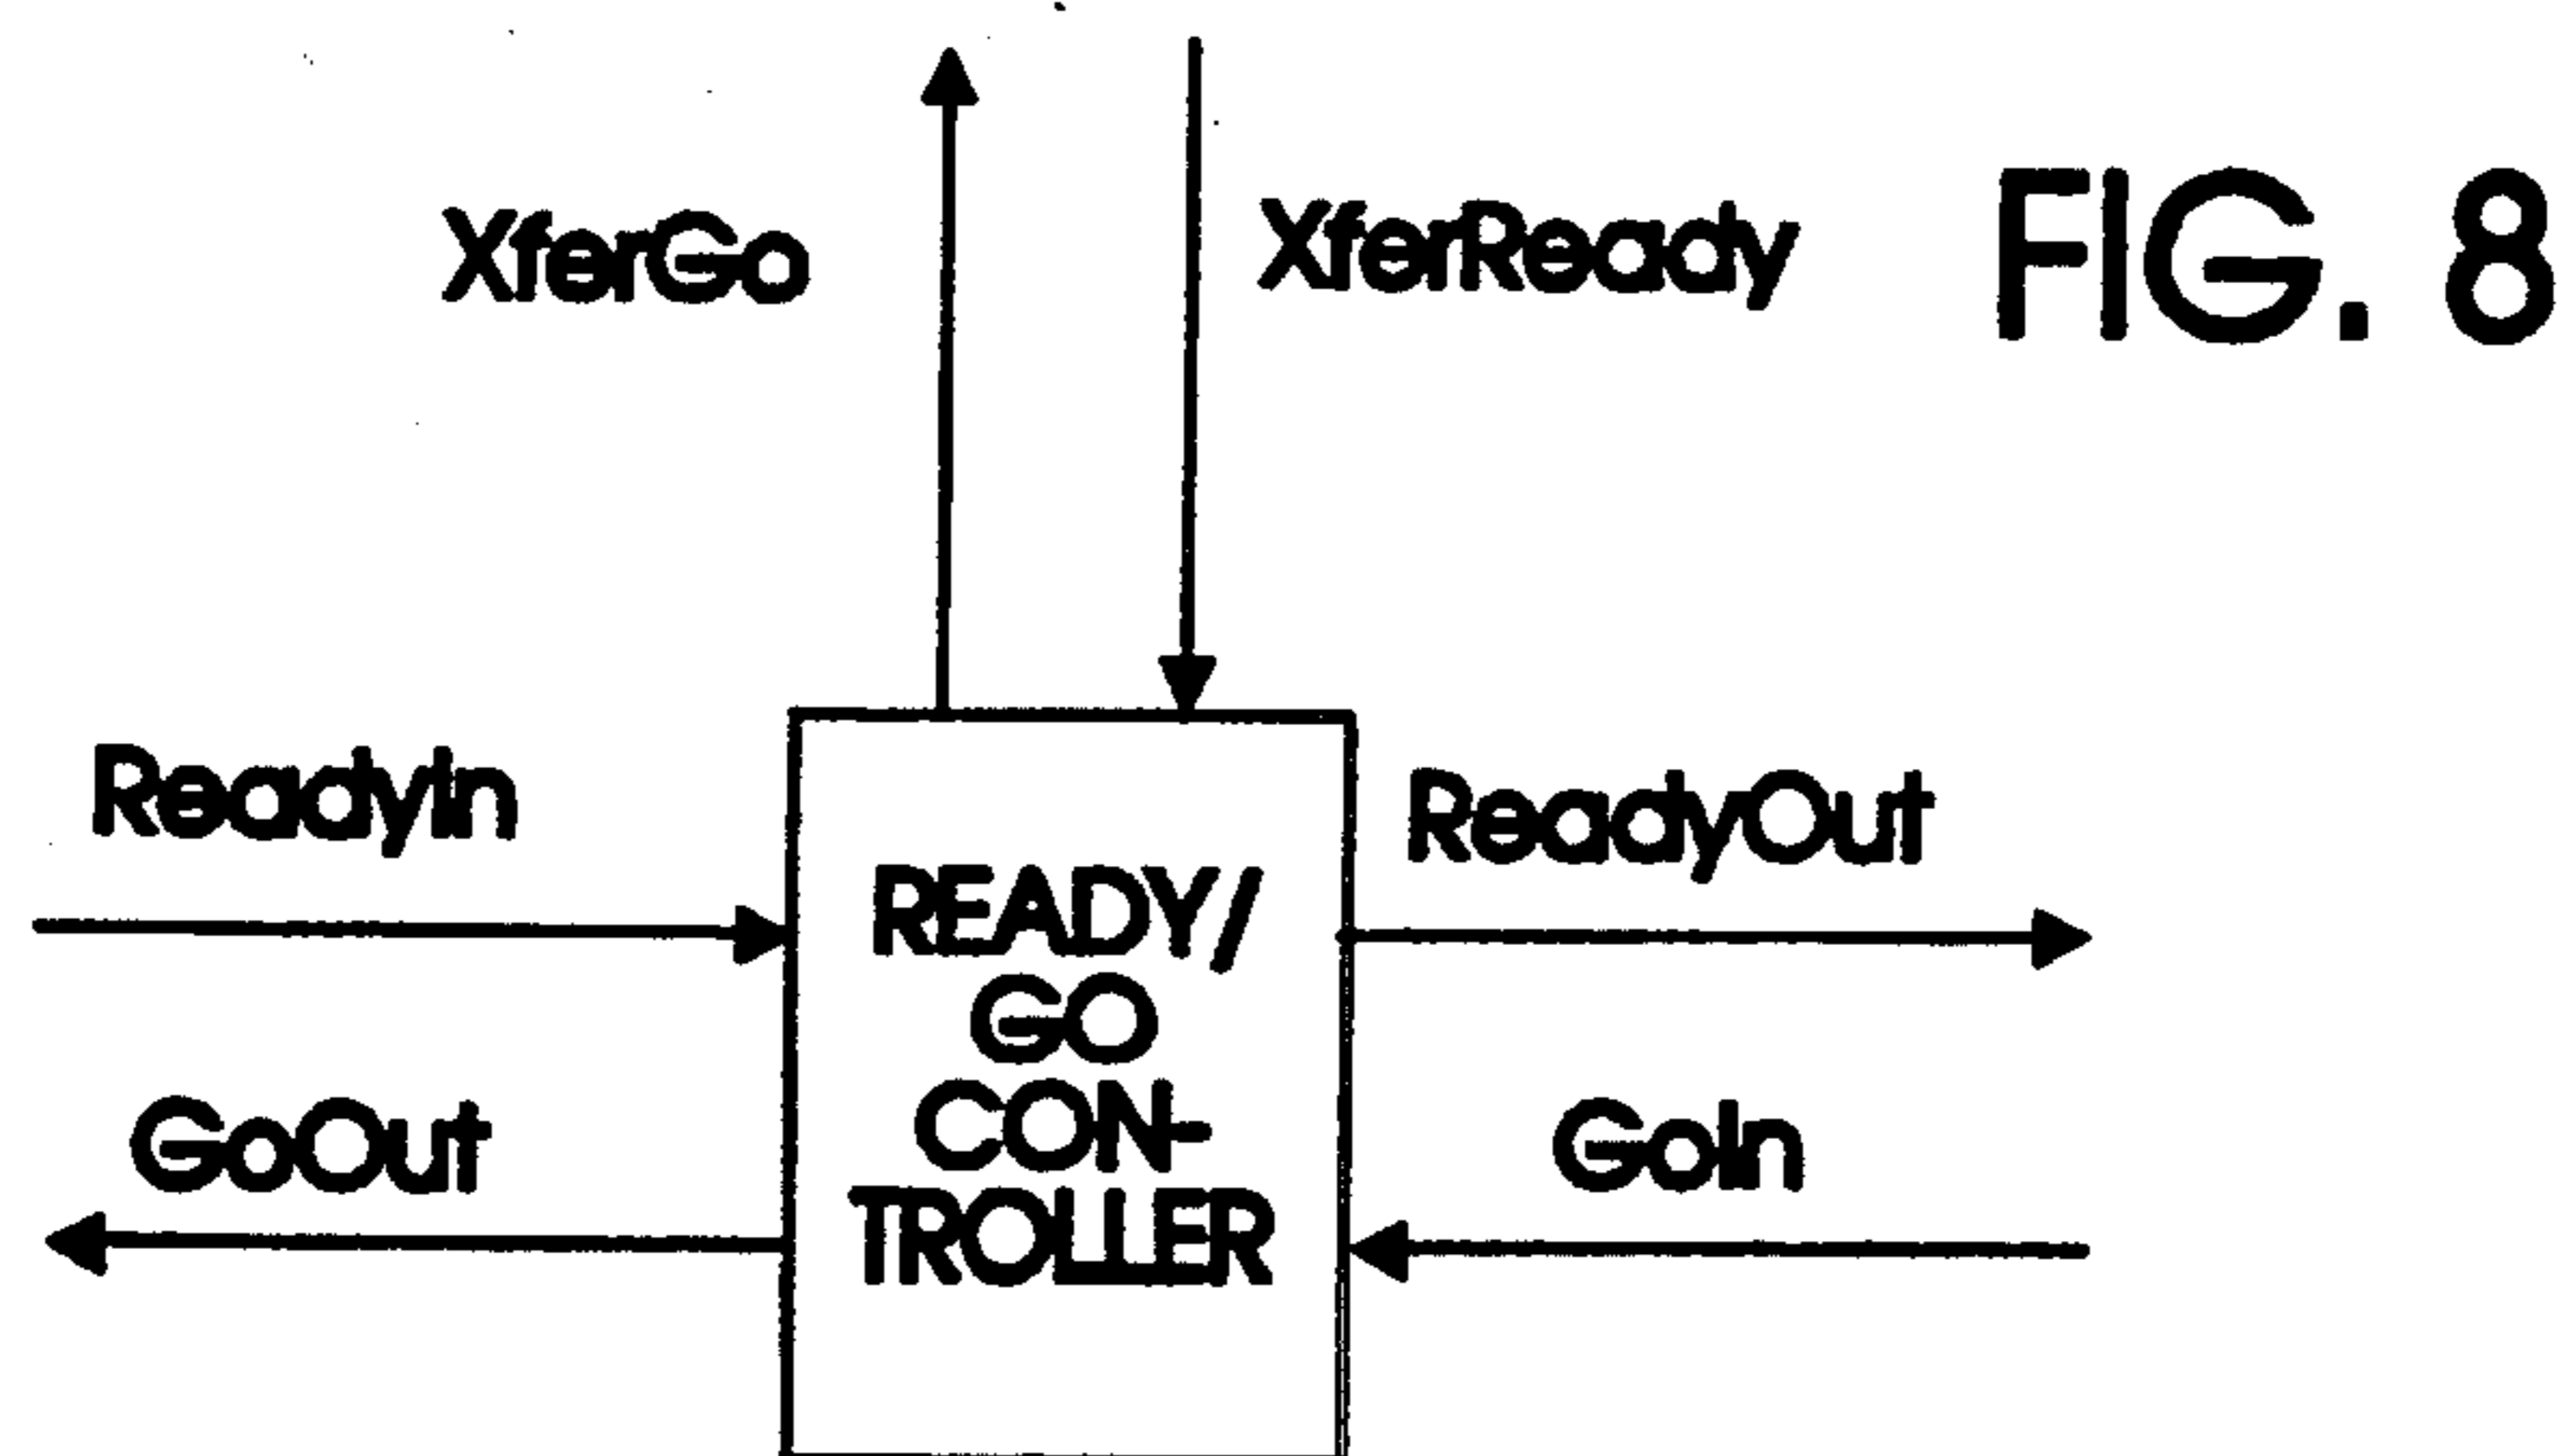 XferGo
XferReady
FIG. 8
ReadyIn
ReadyOut
READY/
GO
CON-
TROLLER
GoOut
GoIn